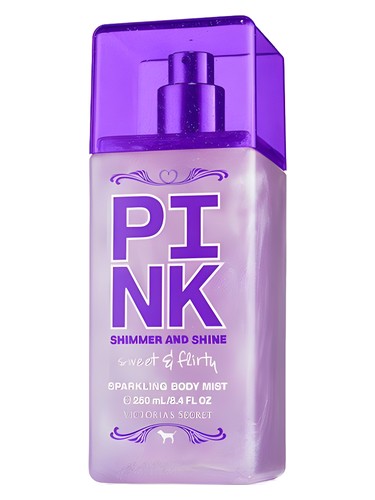 PI
NK
SHIMMER AND SHINE
sweet & flirty
SPARKLING BODY MIST
℮ 250 mL/8.4 FL OZ
VICTORIA'S SECRET